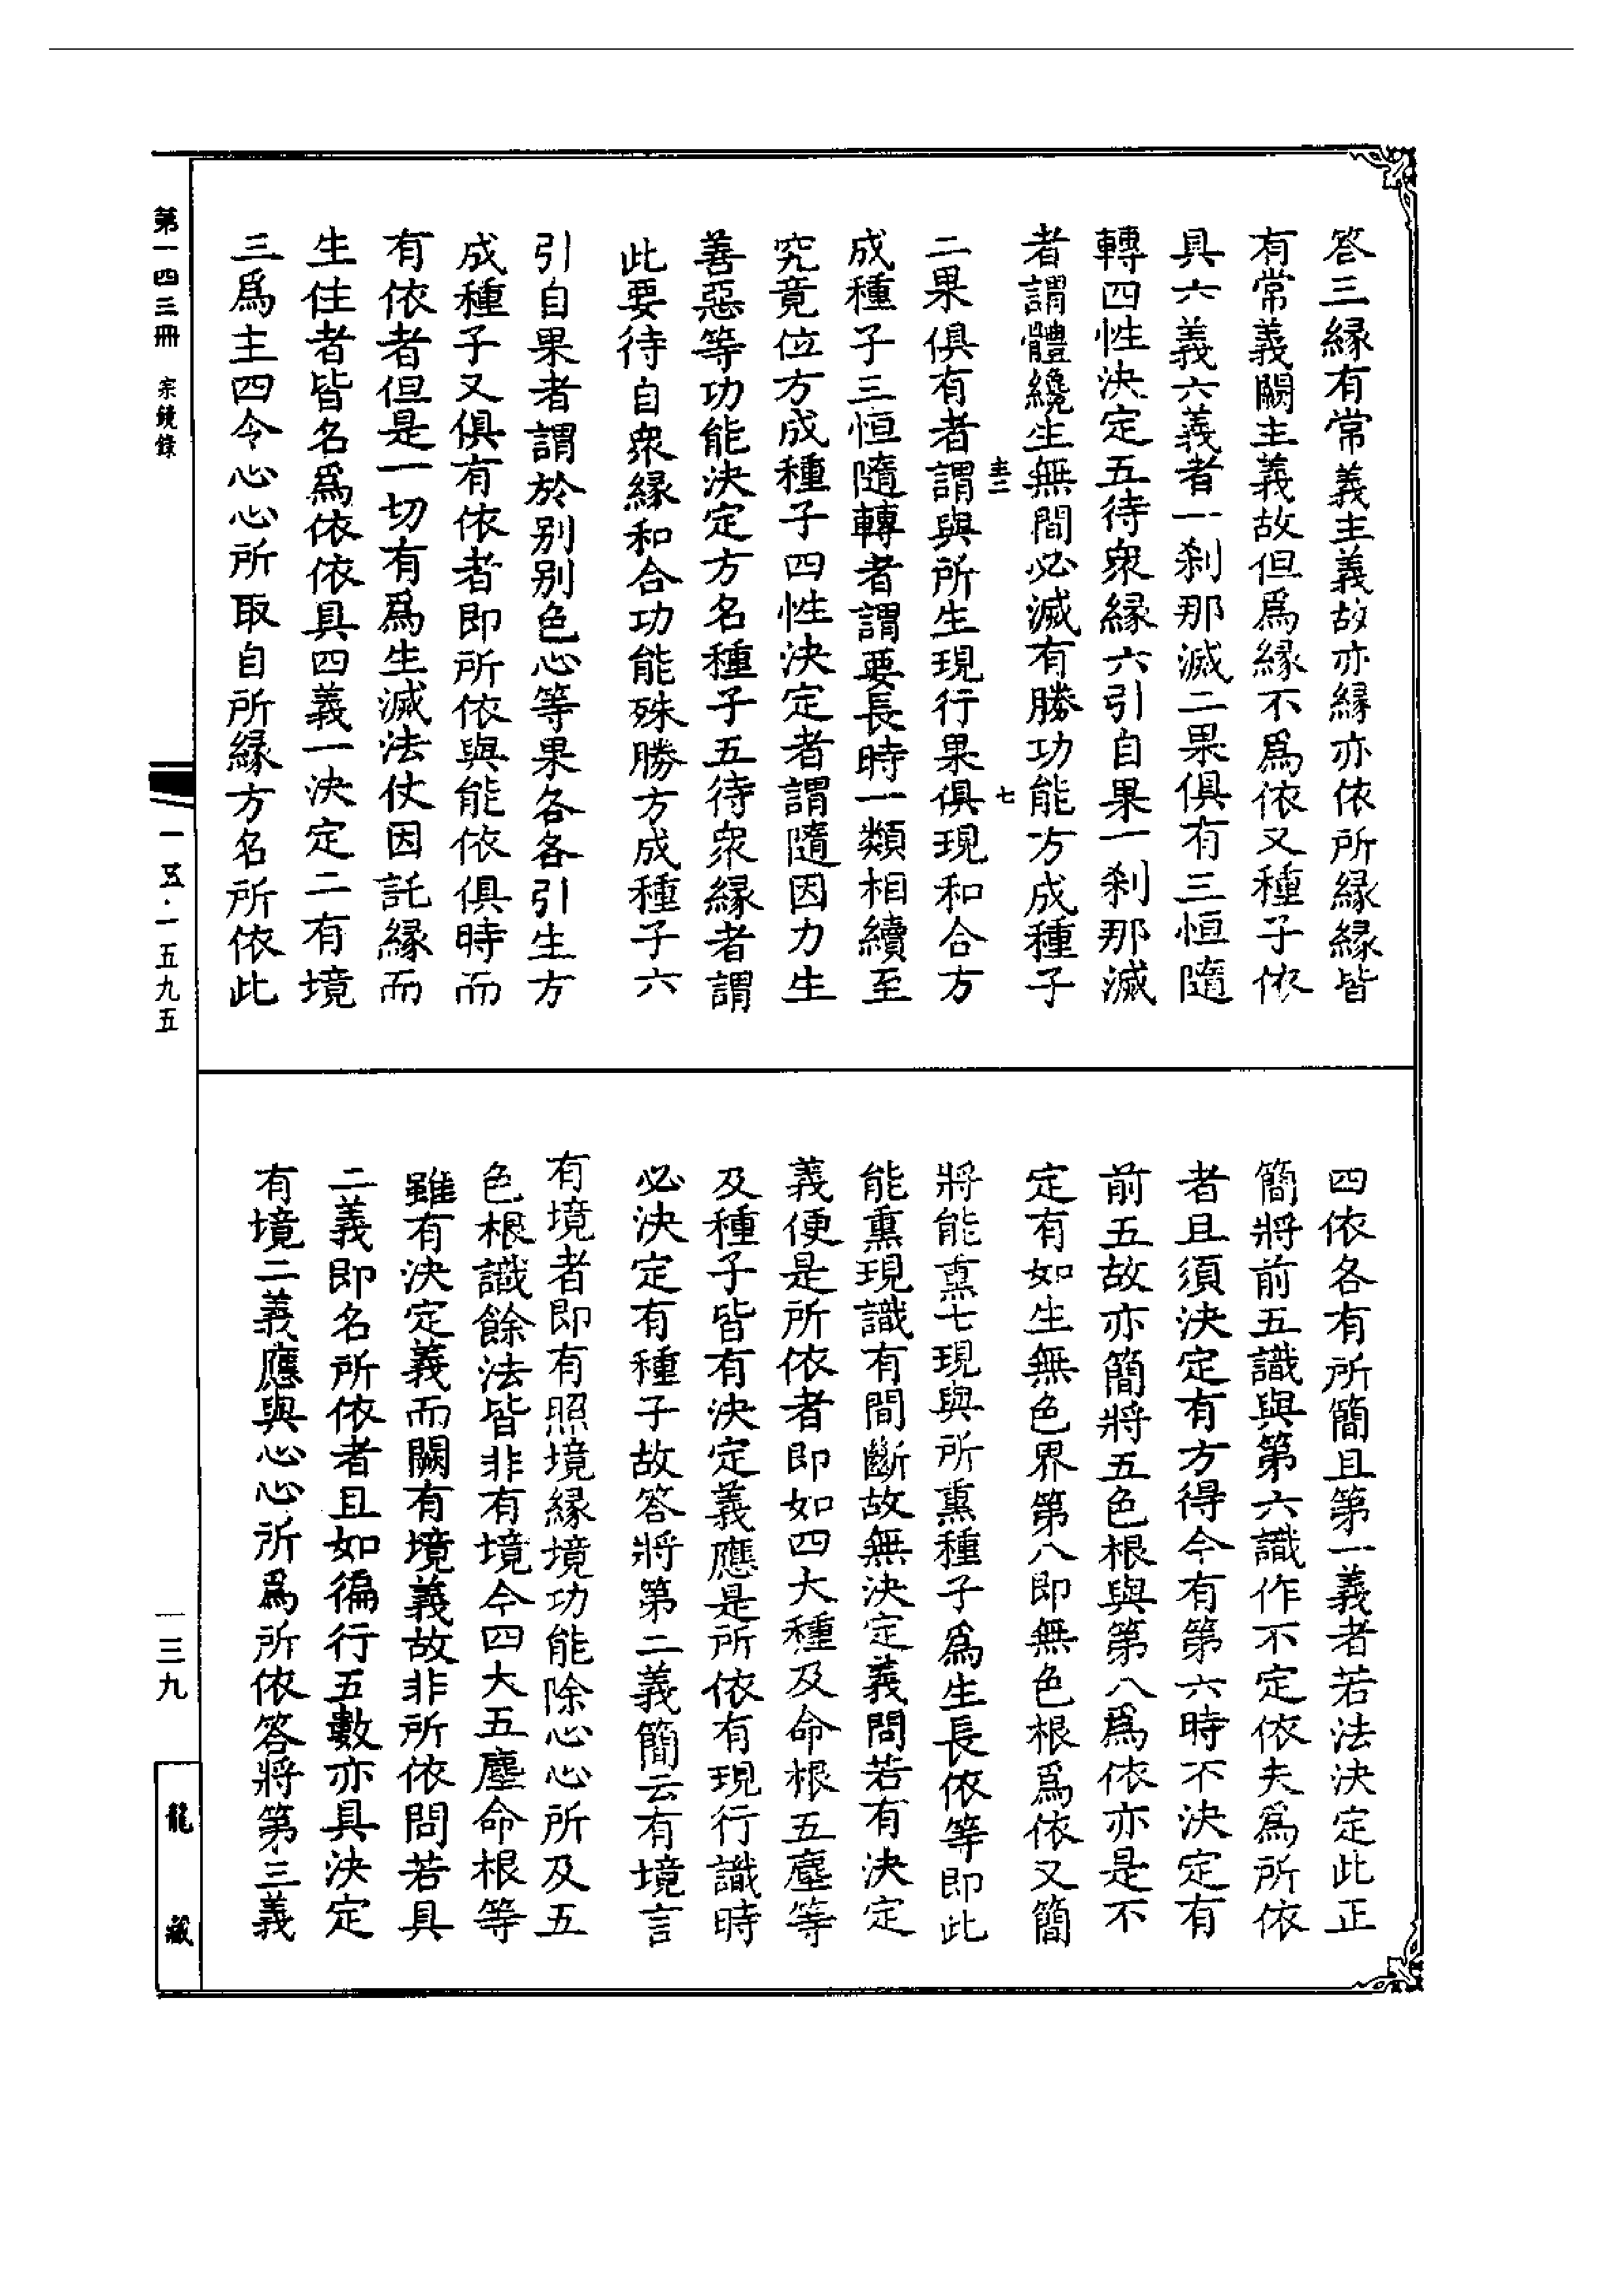 答三緣有常義主義故亦緣亦依所緣緣皆
有常義闕主義故但爲緣不爲依又種子依
具六義六義者一刹那滅二果俱有三恒隨
轉四性決定五待衆緣六引自果一刹那滅
者謂體纔生無間必滅有勝功能方成種子
二果俱有者謂與所生現行果俱現和合方
成種子三恒隨轉者謂要長時一類相續至
究竟位方成種子四性決定者謂隨因力生
善惡等功能決定方名種子五待衆緣者謂
此要待自衆緣和合功能殊勝方成種子六
引自果者謂於別別色心等果各各引生方
成種子又俱有依者即所依與能依俱時而
有依者但是一切有爲生滅法仗因託緣而
生住者皆名爲依依具四義一決定二有境
三爲主四令心心所取自所緣方名所依此
四依各有所簡且第一義者若法決定此正
簡將前五識與第六識作不定依夫爲所依
者且須決定有方得今有第六時不決定有
前五故亦簡將五色根與第八爲依亦是不
定有如生無色界第八即無色根爲依又簡
將能熏七現與所熏種子爲生長依等即此
能熏現識有間斷故無決定義問若有決定
義便是所依者即如四大種及命根五塵等
及種子皆有決定義應是所依有現行識時
必決定有種子故答將第二義簡云有境言
有境者即有照境緣境功能除心心所及五
色根識餘法皆非有境今四大五塵命根等
雖有決定義而闕有境義故非所依問若具
二義即名所依者且如徧行五數亦具決定
有境二義應與心心所爲所依答將第三義
圭三
七
第一四三冊 宗鏡錄
一五·一五九五
一三九
龍藏